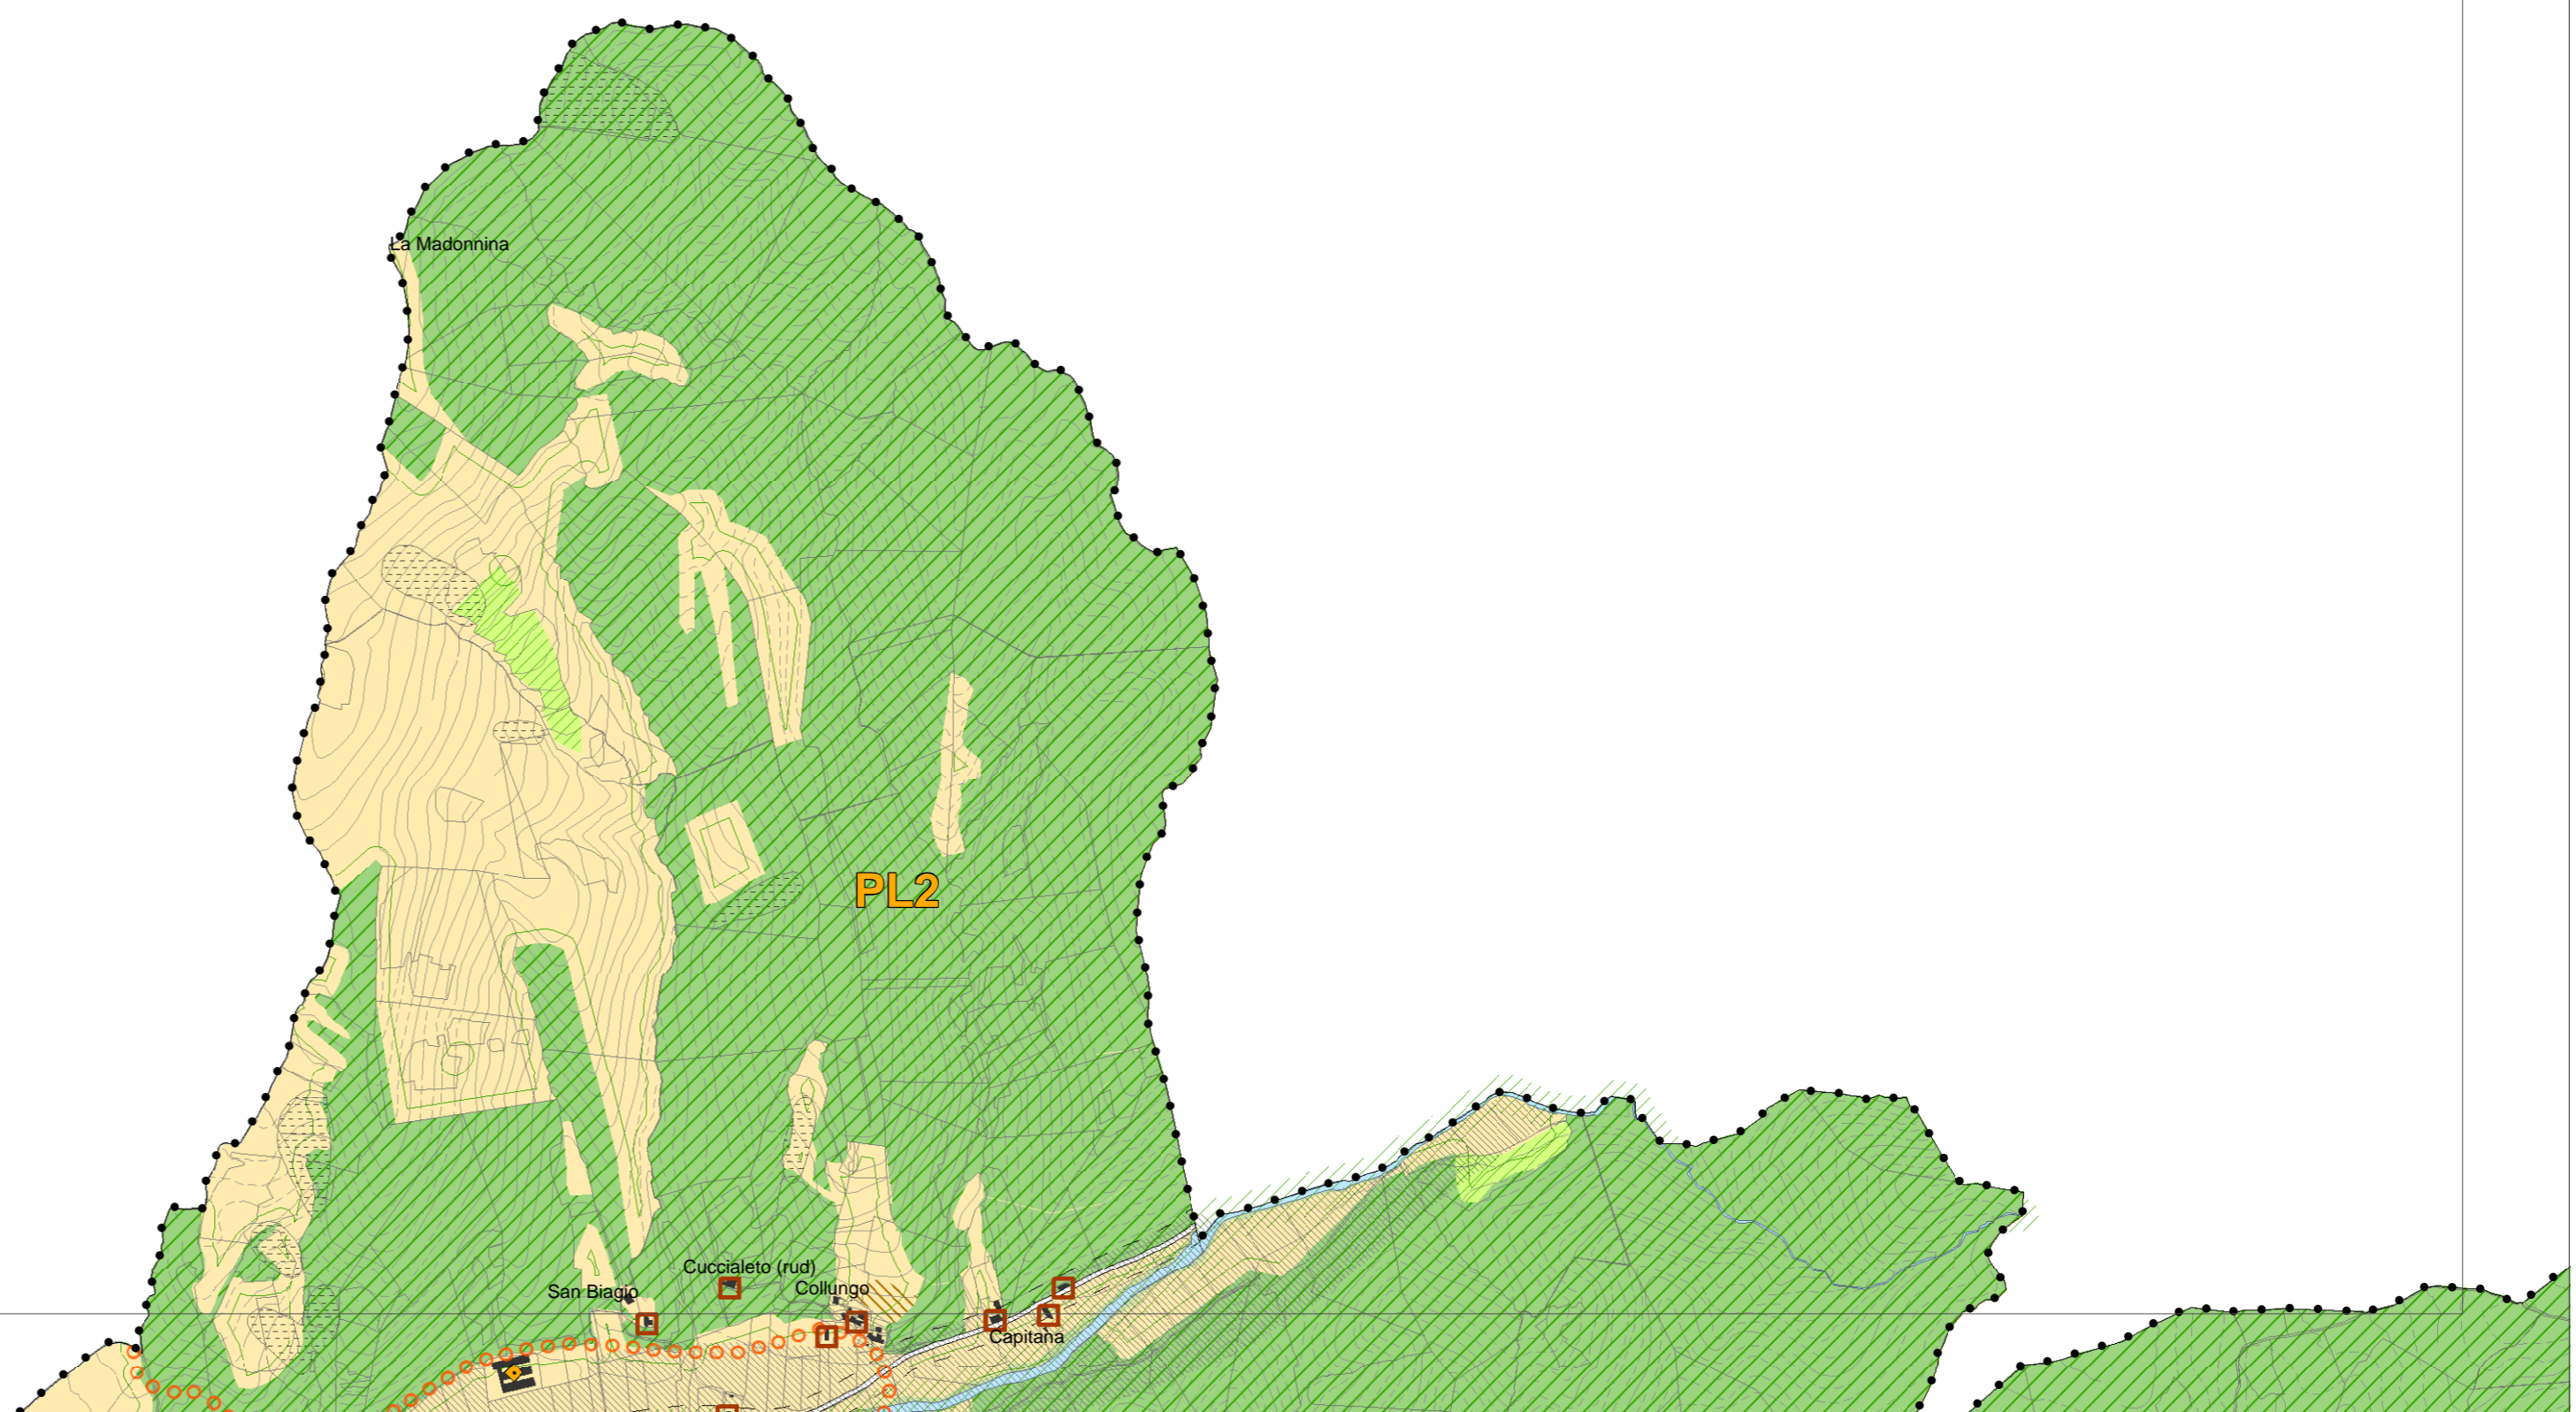 La Madonnina
PL2
Cuccialeto (rud)
San Biagio
Collungo
Capitana